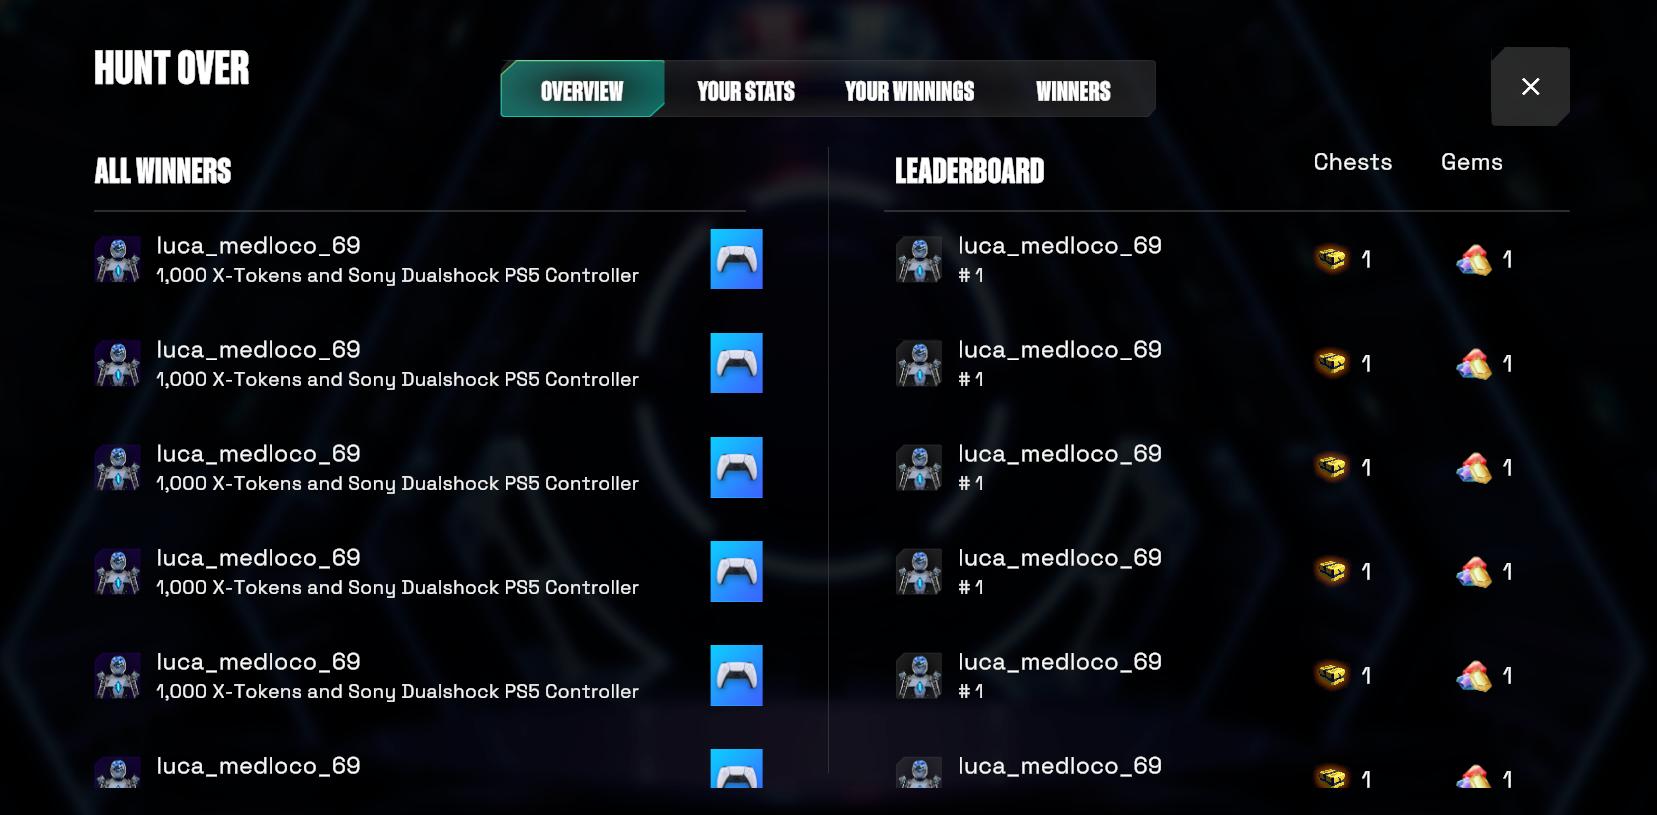 HUNT OVER
OVERVIEW
YOUR STATS
YOUR WINNINGS
WINNERS
ALL WINNERS
luca_medloco_69
1,000 X-Tokens and Sony Dualshock PS5 Controller
luca_medloco_69
1,000 X-Tokens and Sony Dualshock PS5 Controller
luca_medloco_69
1,000 X-Tokens and Sony Dualshock PS5 Controller
luca_medloco_69
1,000 X-Tokens and Sony Dualshock PS5 Controller
luca_medloco_69
1,000 X-Tokens and Sony Dualshock PS5 Controller
luca_medloco_69
LEADERBOARD
Chests
Gems
luca_medloco_69
#1
1
1
luca_medloco_69
#1
1
1
luca_medloco_69
#1
1
1
luca_medloco_69
#1
1
1
luca_medloco_69
#1
1
1
luca_medloco_69
1
1